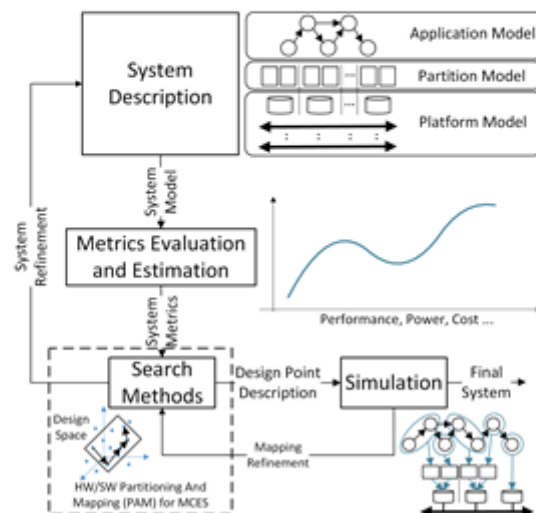 System
Description
Application Model
Partition Model
...
Platform Model
...
: :
System
Model
System
Refinement
Metrics Evaluation
and Estimation
System
Metrics
Performance, Power, Cost ...
Search
Methods
Design Point
Description
Simulation
Final
System
Design
Space
Mapping
Refinement
HW/SW Partitioning And
Mapping (PAM) for MCES